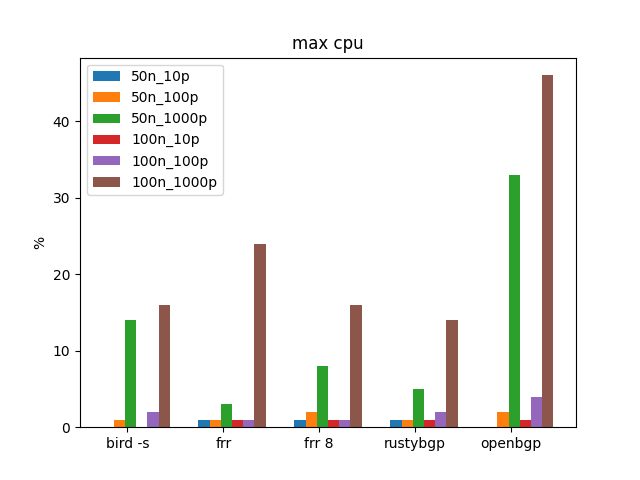 max cpu
50n_10p
50n_100p
50n_1000p
100n_10p
100n_100p
100n_1000p
%
40
30
20
10
0
bird -s
frr
frr 8
rustybgp
openbgp